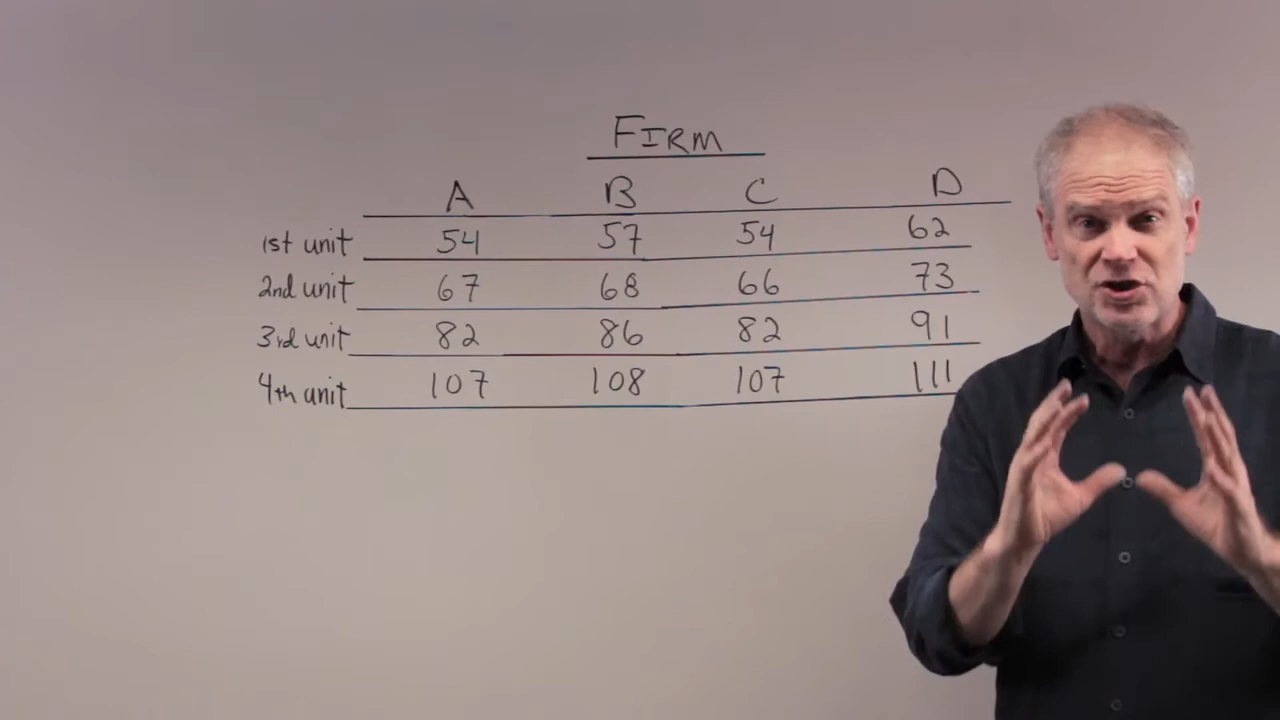 FIRM
A B C D
1st unit 54 57 54 62
2nd unit 67 68 66 73
3rd unit 82 86 82 91
4th unit 107 108 107 111